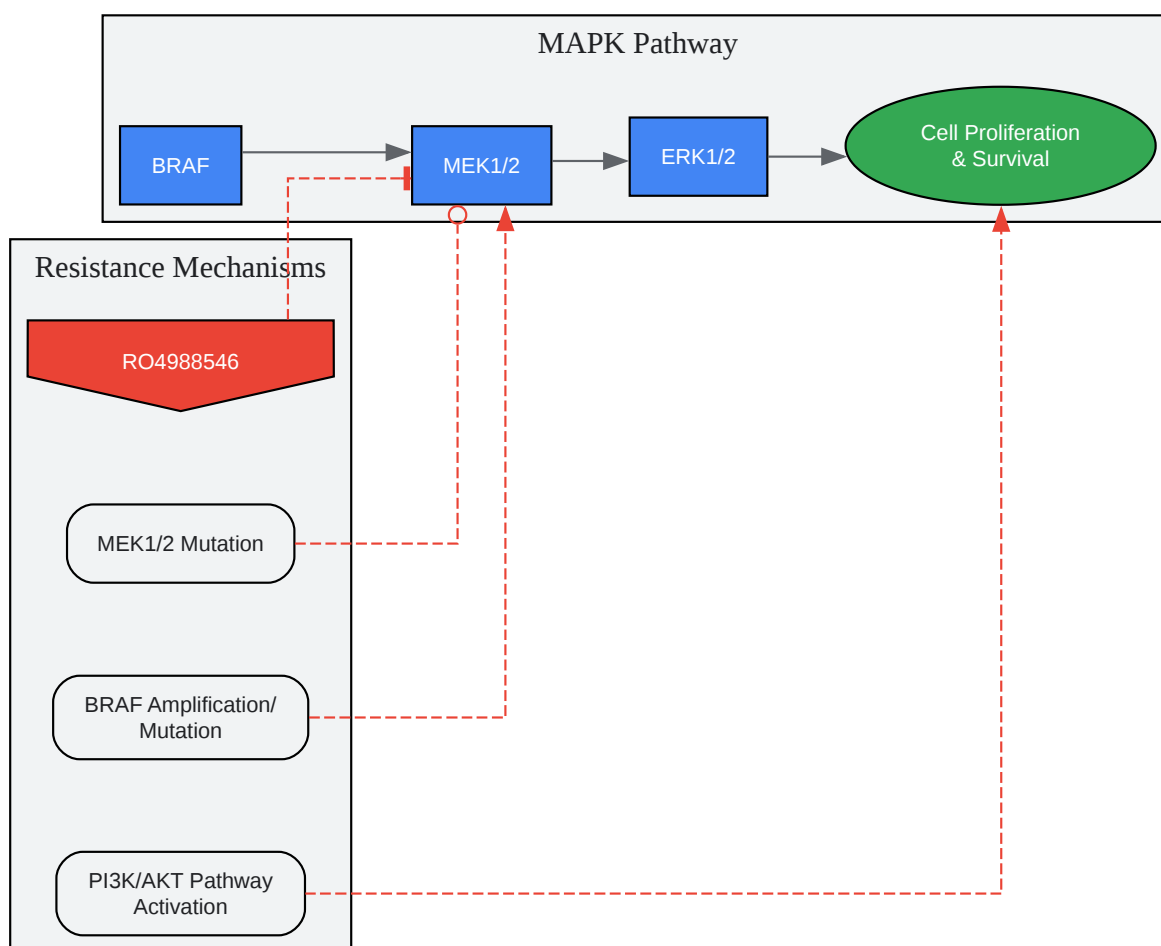 MAPK Pathway
BRAF
MEK1/2
ERK1/2
Cell Proliferation
& Survival
Resistance Mechanisms
RO4988546
MEK1/2 Mutation
BRAF Amplification/
Mutation
PI3K/AKT Pathway
Activation